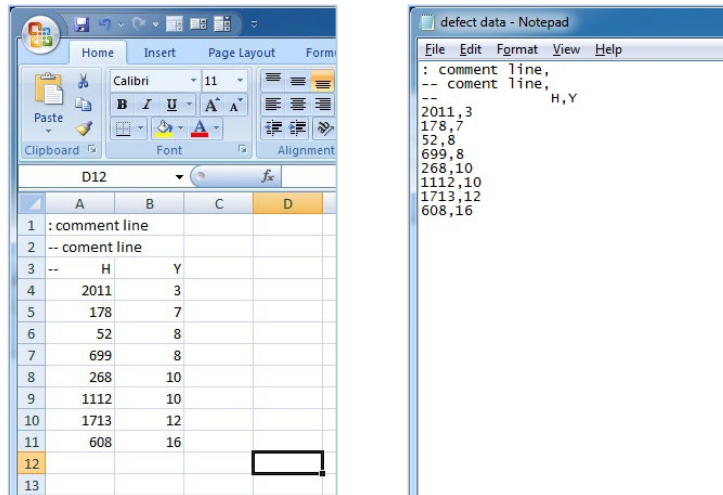 Home Insert Page Layout Form
Paste
Calibri 11
B I U A A
A
Clipboard Font Alignment
D12 fx
A B C D
1 : comment line
2 -- coment line
3 -- H Y
4 2011 3
5 178 7
6 52 8
7 699 8
8 268 10
9 1112 10
10 1713 12
11 608 16
12
13
defect data - Notepad
File Edit Format View Help
: comment line,
-- coment line,
-- H,Y
2011,3
178,7
52,8
699,8
268,10
1112,10
1713,12
608,16